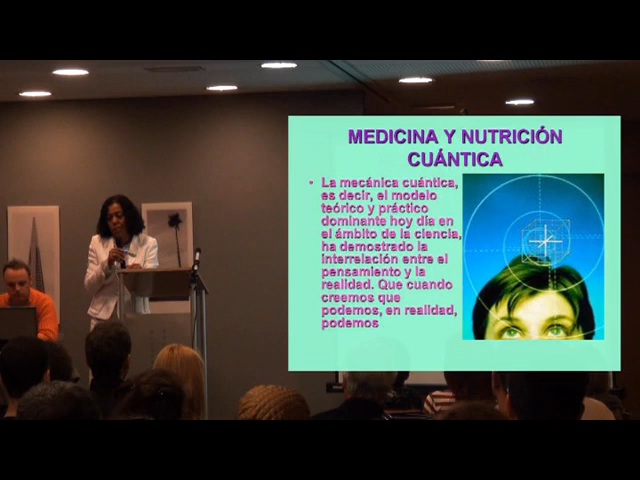 MEDICINA Y NUTRICIÓN
CUÁNTICA
• La mecánica cuántica,
es decir, el modelo
teórico y práctico
dominante hoy día en
el ámbito de la ciencia,
ha demostrado la
interrelación entre el
pensamiento y la
realidad. Que cuando
creemos que
podemos, en realidad,
podemos